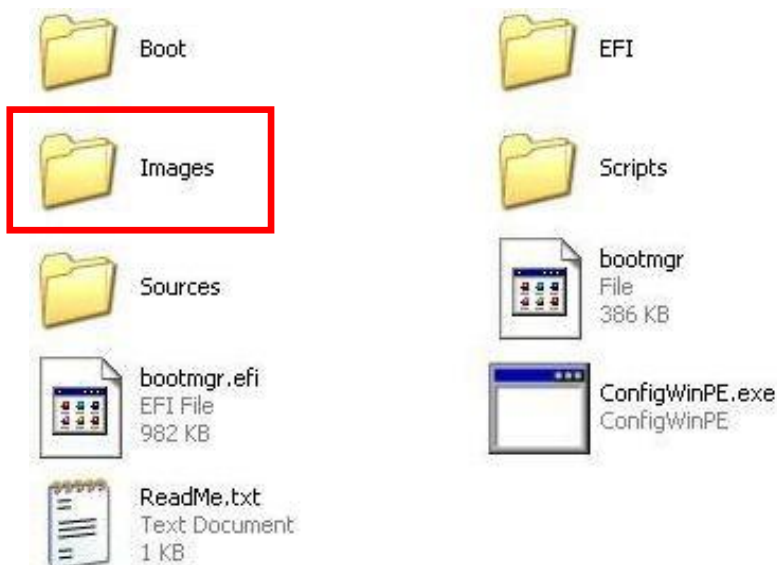 Boot
EFI
Images
Scripts
Sources
bootmgr
File
386 KB
bootmgr.efi
EFI File
982 KB
ConfigWinPE.exe
ConfigWinPE
ReadMe.txt
Text Document
1 KB